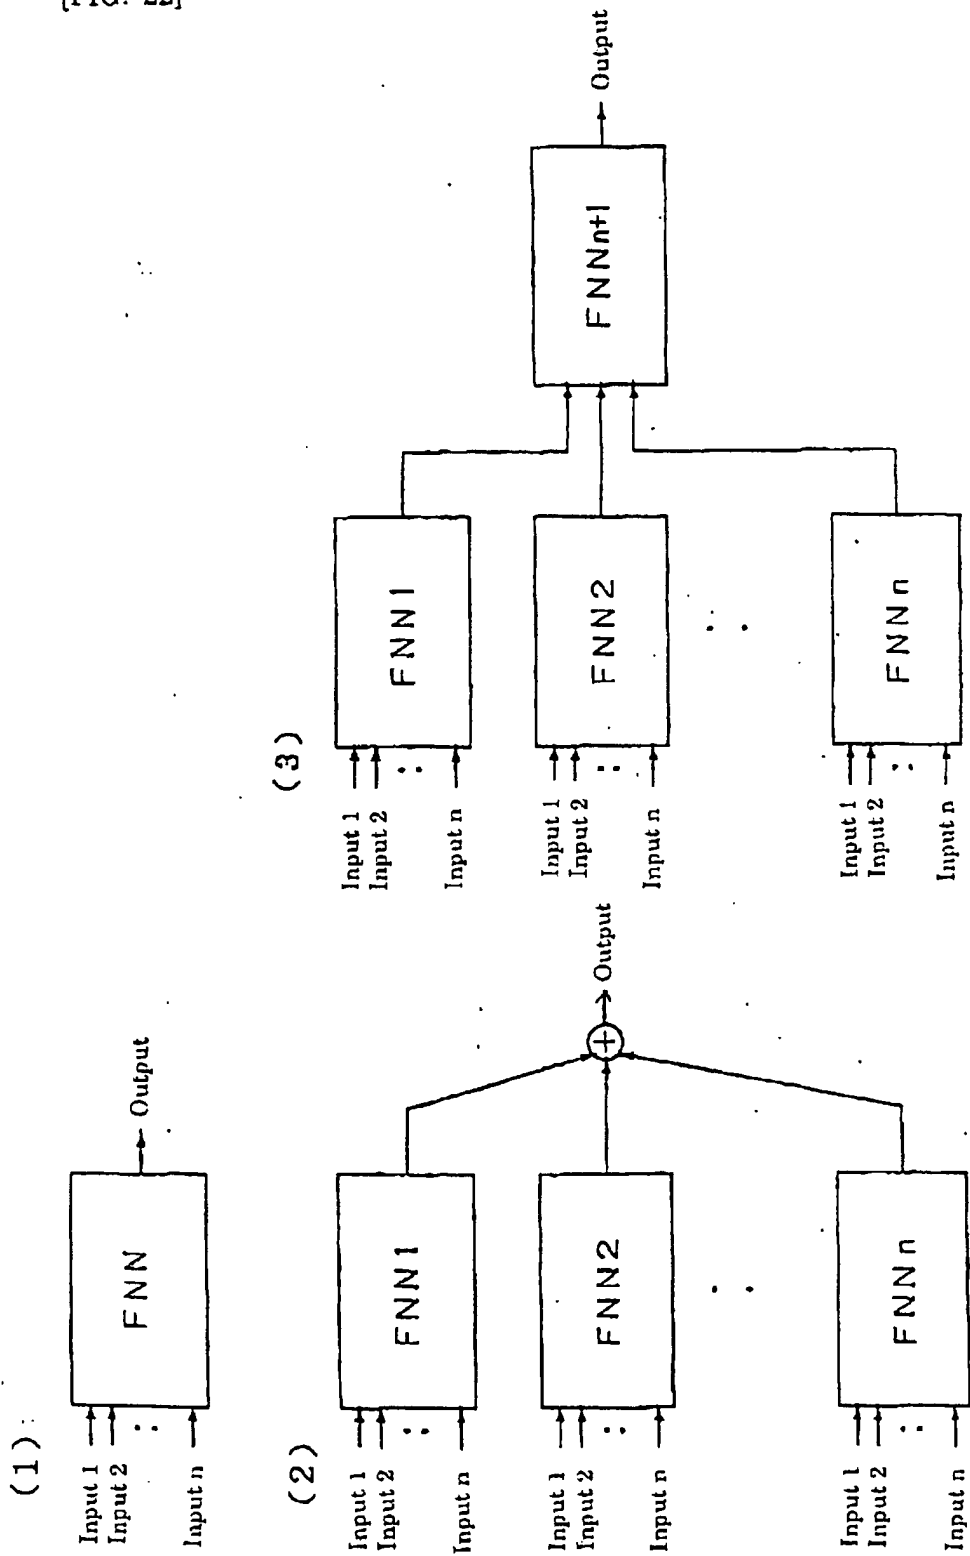 [FIG. 22]
(1)
Input 1
Input 2
:
Input n
FNN
Output
(2)
Input 1
Input 2
:
Input n
FNN1
Input 1
Input 2
:
Input n
FNN2
: 
Input 1
Input 2
:
Input n
FNNn
+
Output
(3)
Input 1
Input 2
:
Input n
FNN1
Input 1
Input 2
:
Input n
FNN2
:
Input 1
Input 2
:
Input n
FNNn
FNNn+1
Output